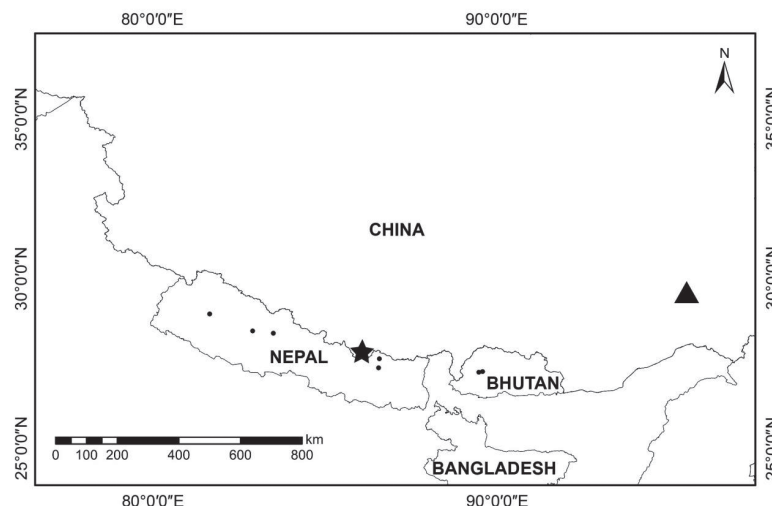 80°0'0"E 90°0'0"E
N
35°0'0"N 35°0'0"N
CHINA
30°0'0"N 30°0'0"N
NEPAL
BHUTAN
km
0 100 200 400 600 800
25°0'0"N 25°0'0"N
BANGLADESH
80°0'0"E 90°0'0"E